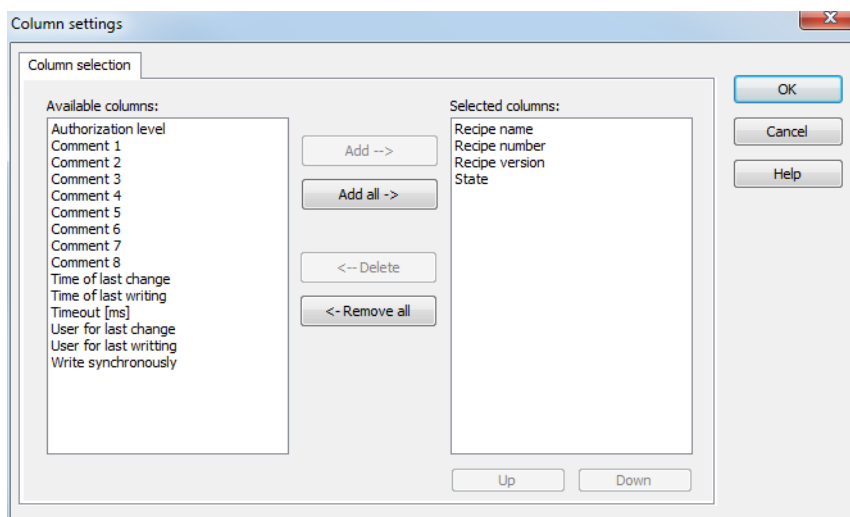 Column settings
Column selection
Available columns:
Authorization level
Comment 1
Comment 2
Comment 3
Comment 4
Comment 5
Comment 6
Comment 7
Comment 8
Time of last change
Time of last writing
Timeout [ms]
User for last change
User for last writting
Write synchronously
Add -->
Add all ->
<-- Delete
<- Remove all
Selected columns:
Recipe name
Recipe number
Recipe version
State
Up
Down
OK
Cancel
Help